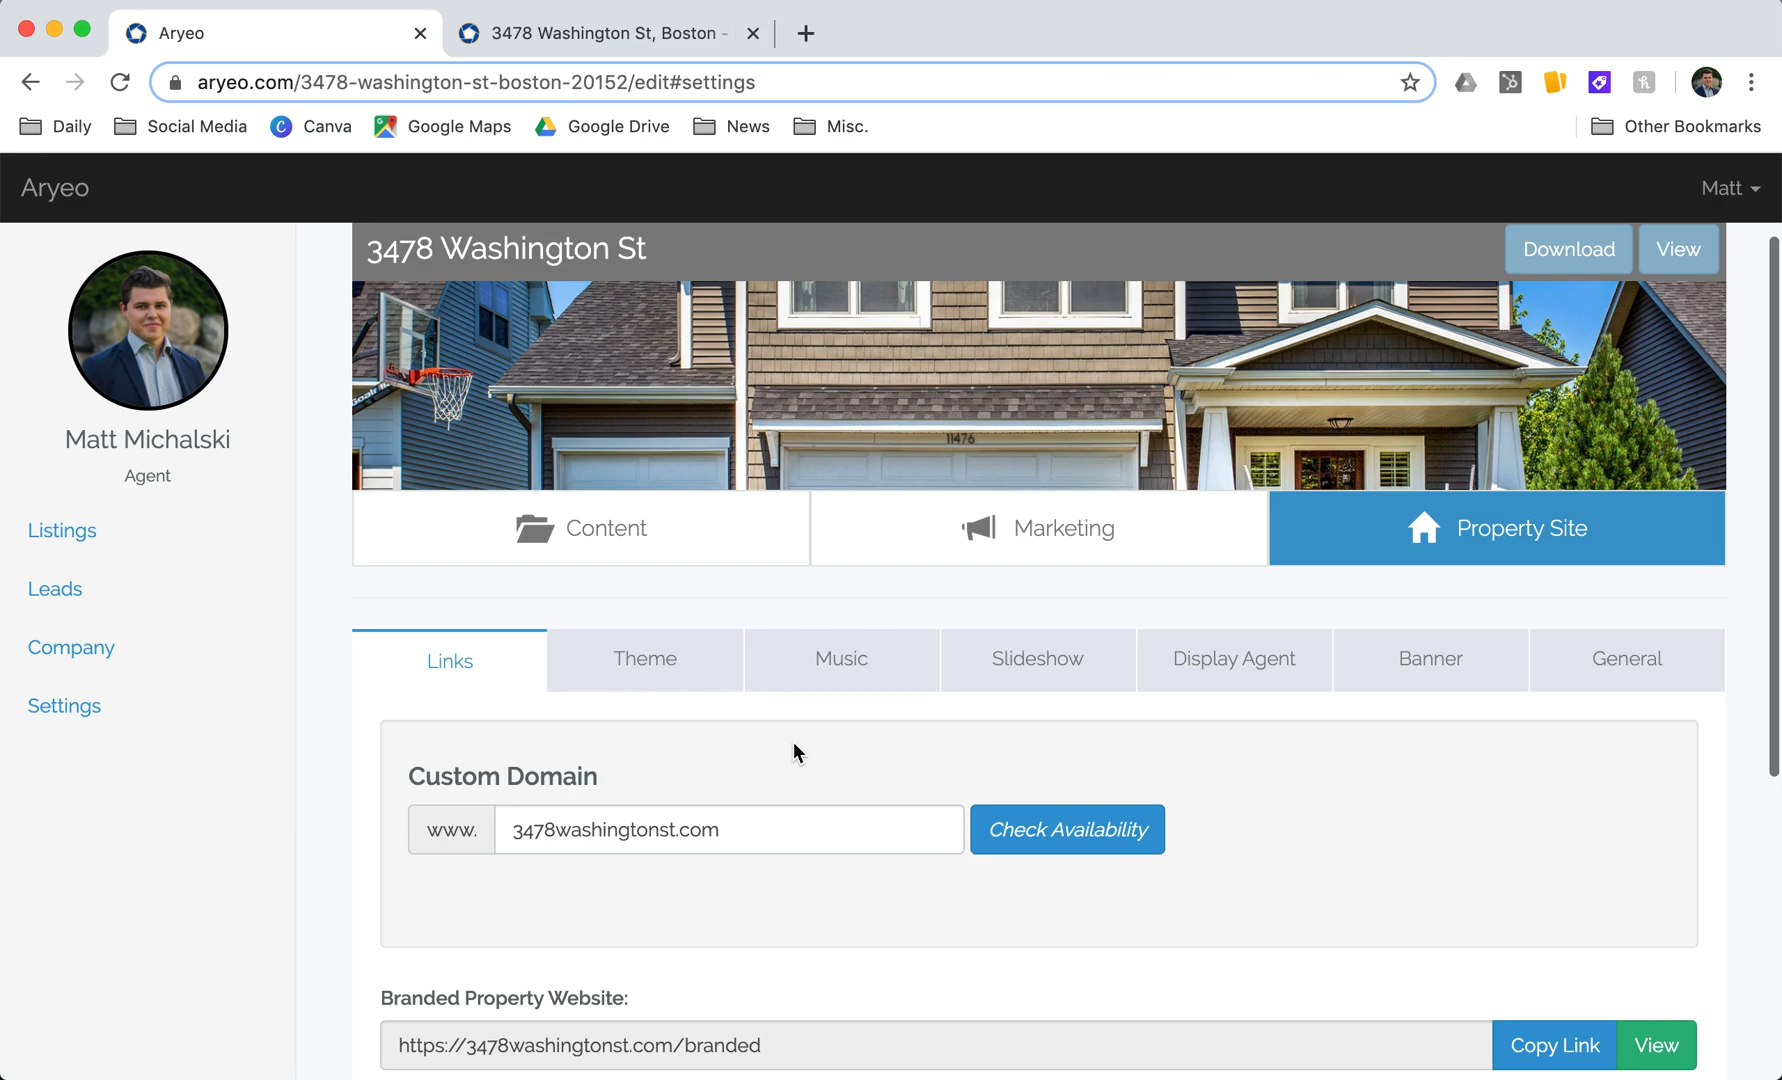 Aryeo
3478 Washington St, Boston -
aryeo.com/3478-washington-st-boston-20152/edit#settings
Daily
Social Media
Canva
Google Maps
Google Drive
News
Misc.
Other Bookmarks
Aryeo
Matt
3478 Washington St
Download
View
11476
Matt Michalski
Agent
Listings
Leads
Company
Settings
Content
Marketing
Property Site
Links
Theme
Music
Slideshow
Display Agent
Banner
General
Custom Domain
www.
3478washingtonst.com
Check Availability
Branded Property Website:
https://3478washingtonst.com/branded
Copy Link
View